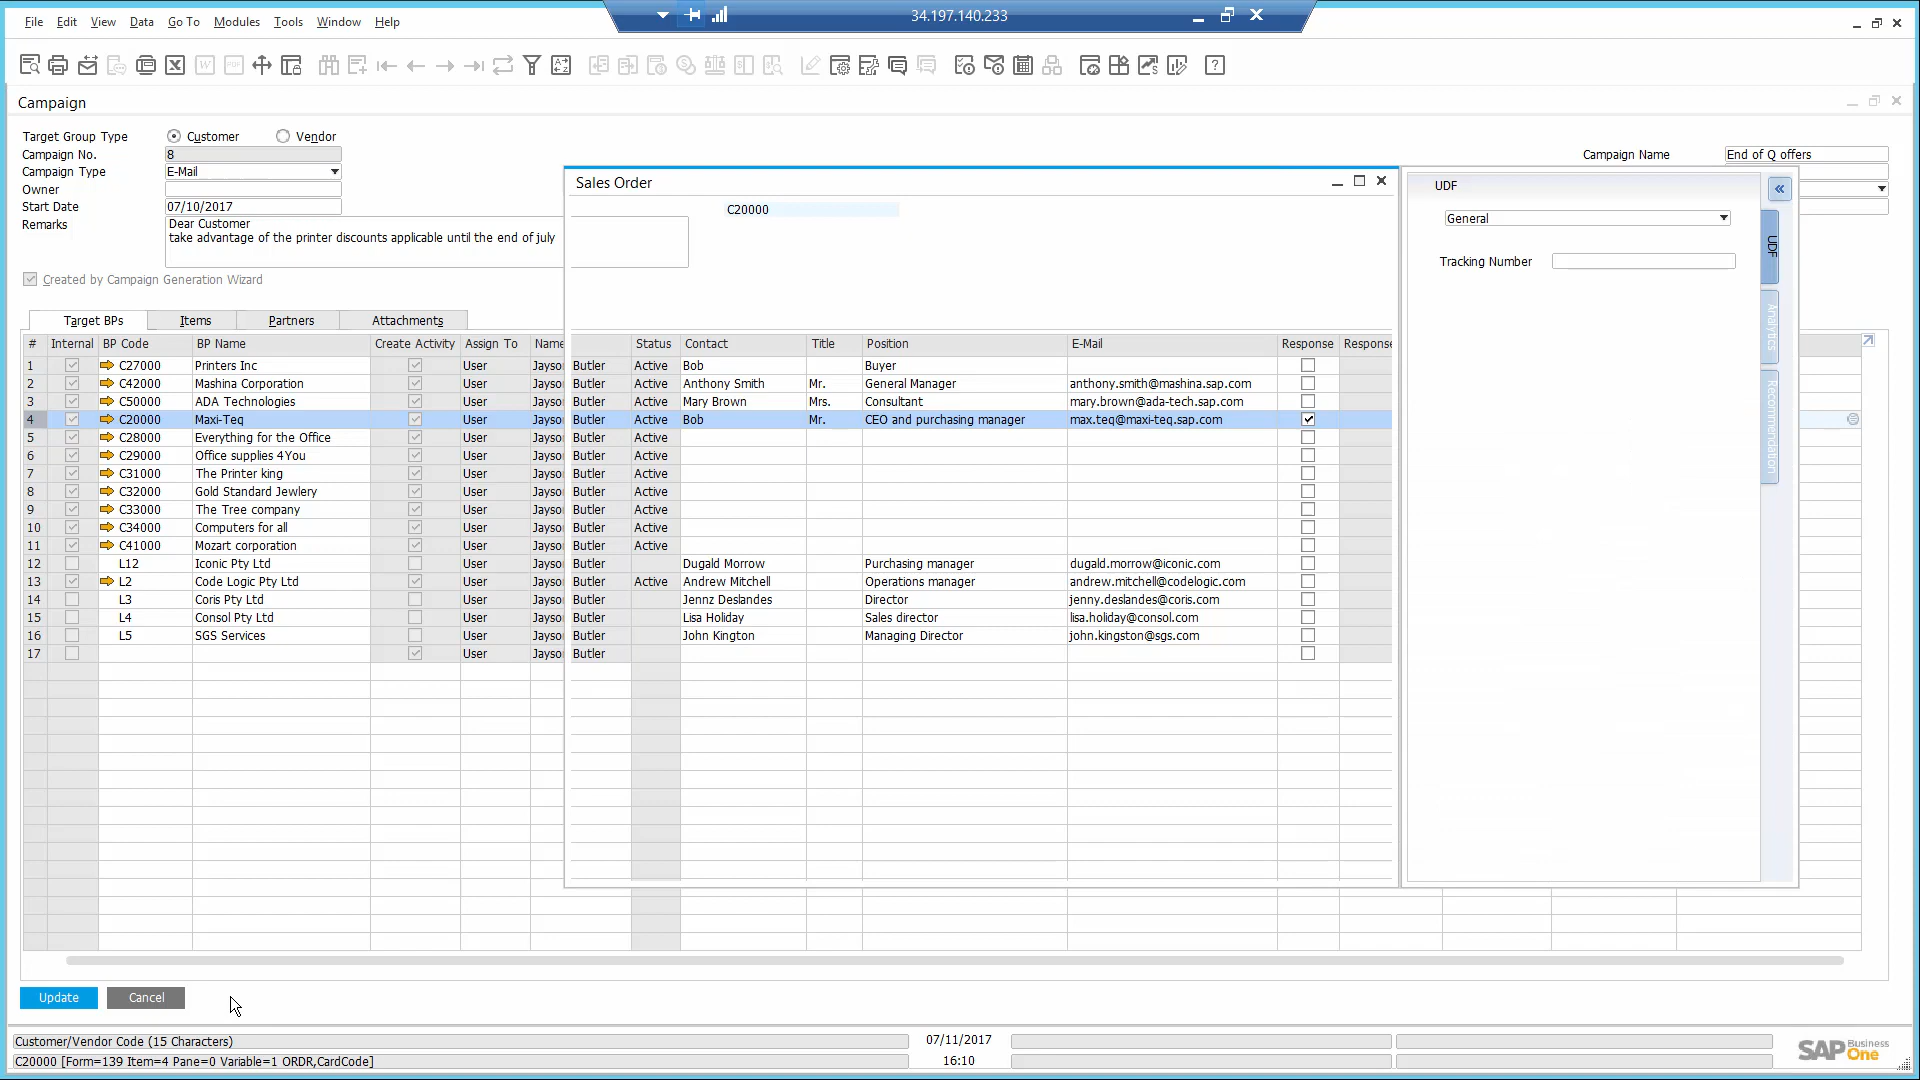 34.197.140.233
File Edit View Data Go To Modules Tools Window Help
Campaign
Target Group Type Customer Vendor
Campaign No. 8
Campaign Type E-Mail
Owner
Start Date 07/10/2017
Remarks Dear Customer
take advantage of the printer discounts applicable until the end of july
Created by Campaign Generation Wizard
Campaign Name End of Q offers
Sales Order
C20000
UDF
General
Tracking Number
UDF
Analytics
Recommendation
Target BPs Items Partners Attachments
# Internal BP Code BP Name Create Activity Assign To Name Status Contact Title Position E-Mail Response Response
1 C27000 Printers Inc User Jayso Butler Active Bob Buyer
2 C42000 Mashina Corporation User Jayso Butler Active Anthony Smith Mr. General Manager anthony.smith@mashina.sap.com
3 C50000 ADA Technologies User Jayso Butler Active Mary Brown Mrs. Consultant mary.brown@ada-tech.sap.com
4 C20000 Maxi-Teq User Jayso Butler Active Bob Mr. CEO and purchasing manager max.teq@maxi-teq.sap.com
5 C28000 Everything for the Office User Jayso Butler Active
6 C29000 Office supplies 4You User Jayso Butler Active
7 C31000 The Printer king User Jayso Butler Active
8 C32000 Gold Standard Jewlery User Jayso Butler Active
9 C33000 The Tree company User Jayso Butler Active
10 C34000 Computers for all User Jayso Butler Active
11 C41000 Mozart corporation User Jayso Butler Active
12 L12 Iconic Pty Ltd User Jayso Butler Dugald Morrow Purchasing manager dugald.morrow@iconic.com
13 L2 Code Logic Pty Ltd User Jayso Butler Active Andrew Mitchell Operations manager andrew.mitchell@codelogic.com
14 L3 Coris Pty Ltd User Jayso Butler Jennz Deslandes Director jenny.deslandes@coris.com
15 L4 Consol Pty Ltd User Jayso Butler Lisa Holiday Sales director lisa.holiday@consol.com
16 L5 SGS Services User Jayso Butler John Kington Managing Director john.kingston@sgs.com
17 User Jayso Butler
Update Cancel
Customer/Vendor Code (15 Characters) 07/11/2017
C20000 [Form=139 Item=4 Pane=0 Variable=1 ORDR,CardCode] 16:10
SAP Business One